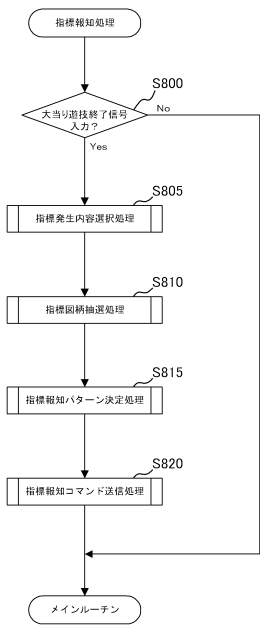 指標報知処理
S800
大当り遊技終了信号
入力？
No
Yes
S805
指標発生内容選択処理
S810
指標図柄抽選処理
S815
指標報知パターン決定処理
S820
指標報知コマンド送信処理
メインルーチン